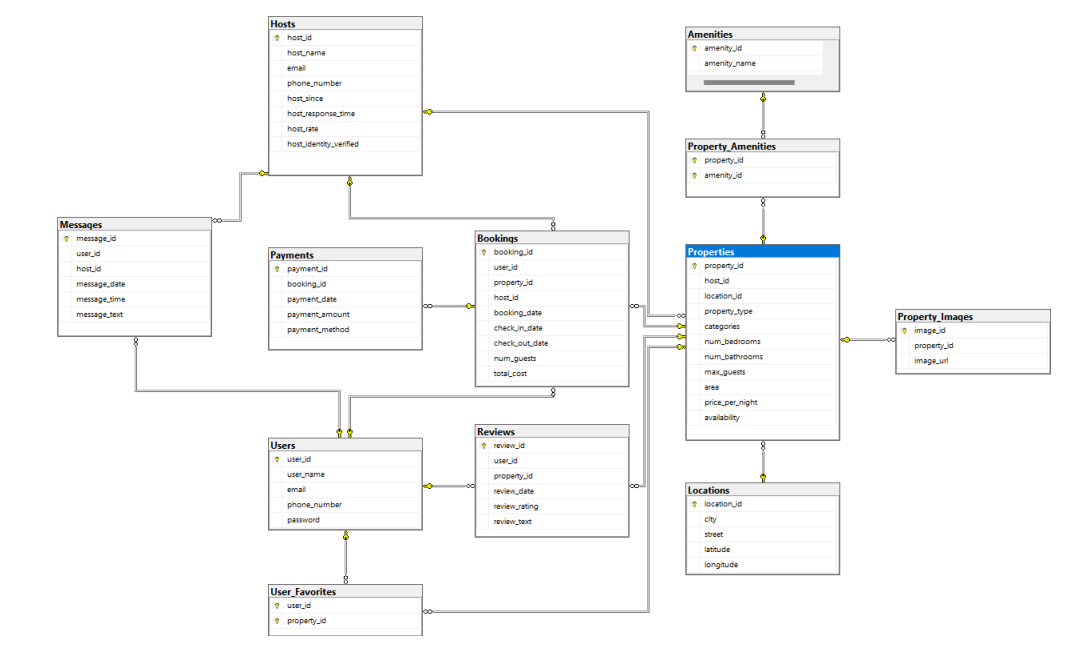 Hosts
host_id
host_name
email
phone_number
host_since
host_response_time
host_rate
host_identity_verified
Amenities
amenity_id
amenity_name
Property_Amenities
property_id
amenity_id
Messages
message_id
user_id
host_id
message_date
message_time
message_text
Payments
payment_id
booking_id
payment_date
payment_amount
payment_method
Bookings
booking_id
user_id
property_id
host_id
booking_date
check_in_date
check_out_date
num_guests
total_cost
Properties
property_id
host_id
location_id
property_type
categories
num_bedrooms
num_bathrooms
max_guests
area
price_per_night
availability
Property_Images
image_id
property_id
image_url
Users
user_id
user_name
email
phone_number
password
Reviews
review_id
user_id
property_id
review_date
review_rating
review_text
Locations
location_id
city
street
latitude
longitude
User_Favorites
user_id
property_id